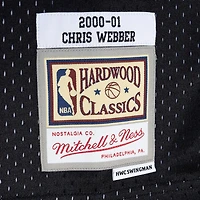 2000-01
CHRIS WEBBER
HARDWOOD
NBA
CLASSICS
NOSTALGIA CO.
Mitchell & Ness
PHILADELPHIA, PA.
HWCSWINGMAN